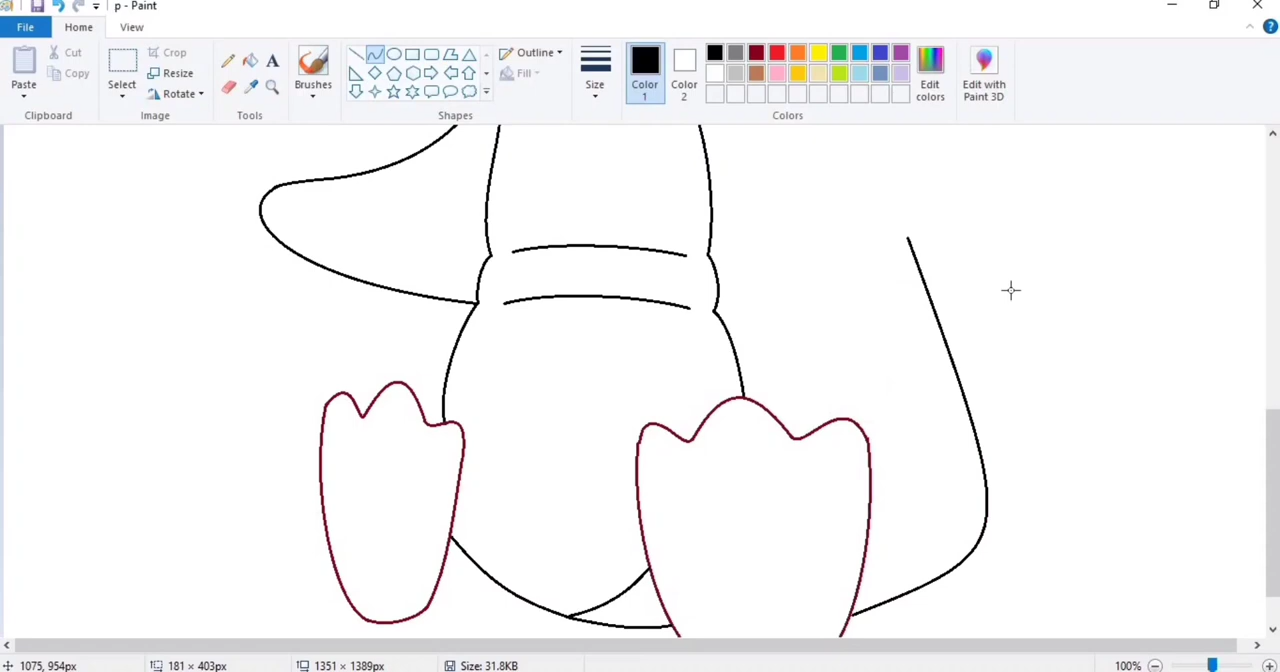 p - Paint
File Home View
Paste
Cut
Copy
Clipboard
Select
Crop
Resize
Rotate
Image
Tools
Brushes
Shapes
Outline
Fill
Size
Color 1
Color 2
Colors
Edit colors
Edit with Paint 3D
1075, 954px 181 × 403px 1351 × 1389px Size: 31.8KB 100%